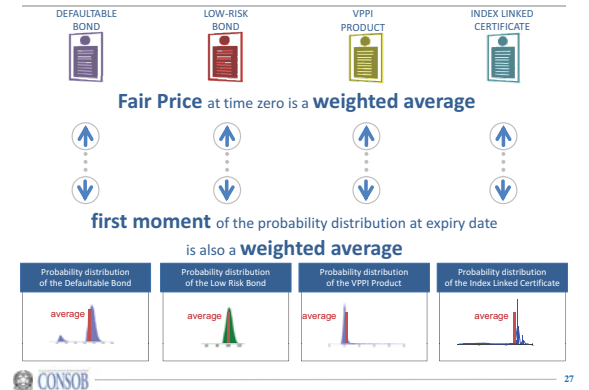 DEFAULTABLE
BOND
LOW-RISK
BOND
VPPI
PRODUCT
INDEX LINKED
CERTIFICATE
Fair Price at time zero is a weighted average
first moment of the probability distribution at expiry date
is also a weighted average
Probability distribution
of the Defaultable Bond
Probability distribution
of the Low Risk Bond
Probability distribution
of the VPPI Product
Probability distribution
of the Index Linked Certificate
average
average
average
average
CONSOB
27